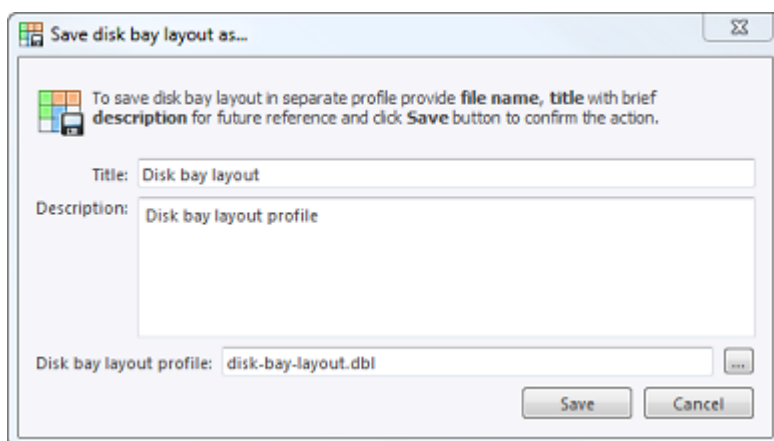 Save disk bay layout as...
To save disk bay layout in separate profile provide file name, title with brief
description for future reference and click Save button to confirm the action.
Title: Disk bay layout
Description: Disk bay layout profile
Disk bay layout profile: disk-bay-layout.dbl ...
Save Cancel